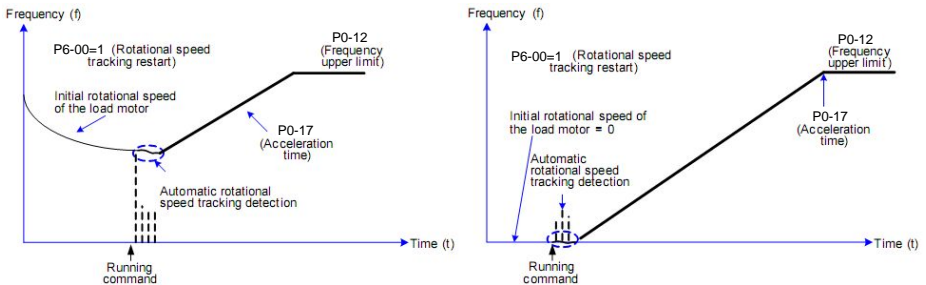 Frequency (f)
P6-00=1 (Rotational speed
tracking restart)
P0-12
(Frequency
upper limit)
Initial rotational speed
of the load motor
P0-17
(Acceleration
time)
Automatic rotational
speed tracking detection
Time (t)
Running
command
Frequency (f)
P6-00=1 (Rotational speed
tracking restart)
P0-12
(Frequency
upper limit)
Initial rotational speed of
the load motor = 0
P0-17
(Acceleration
time)
Automatic
rotational speed
tracking detection
Time (t)
Running
command